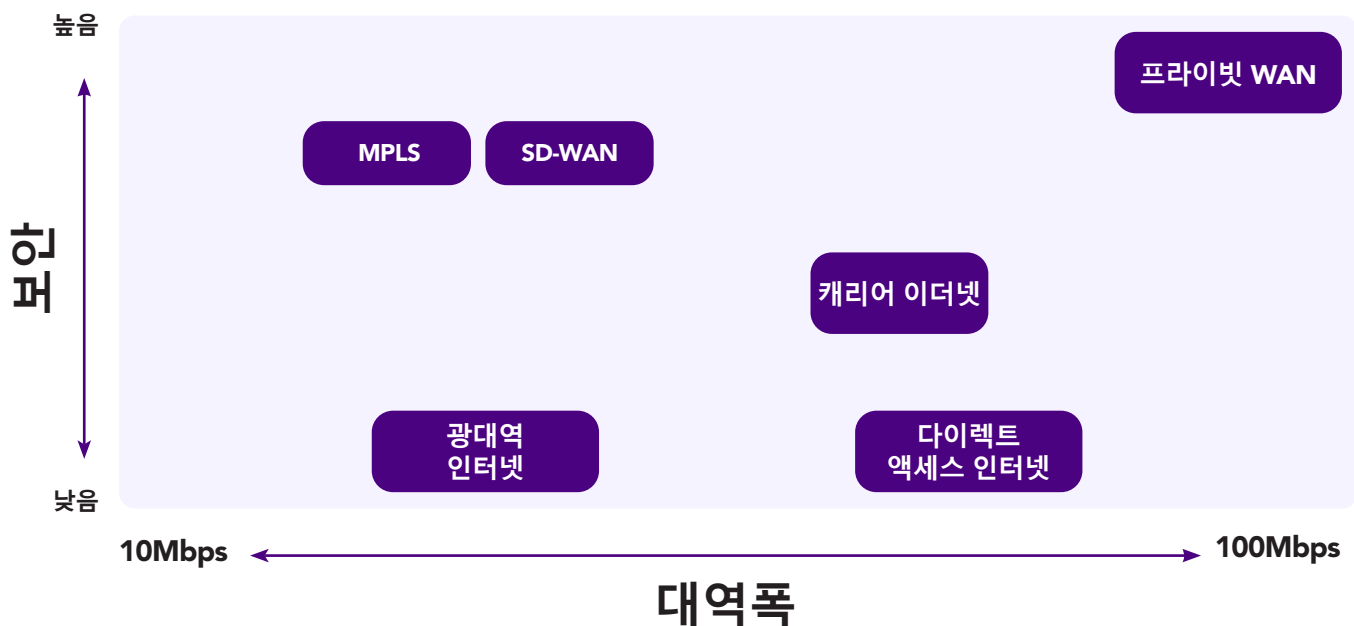 높음
프라이빗 WAN
MPLS
SD-WAN
보안
캐리어 이더넷
광대역
인터넷
다이렉트
액세스 인터넷
낮음
10Mbps
100Mbps
대역폭